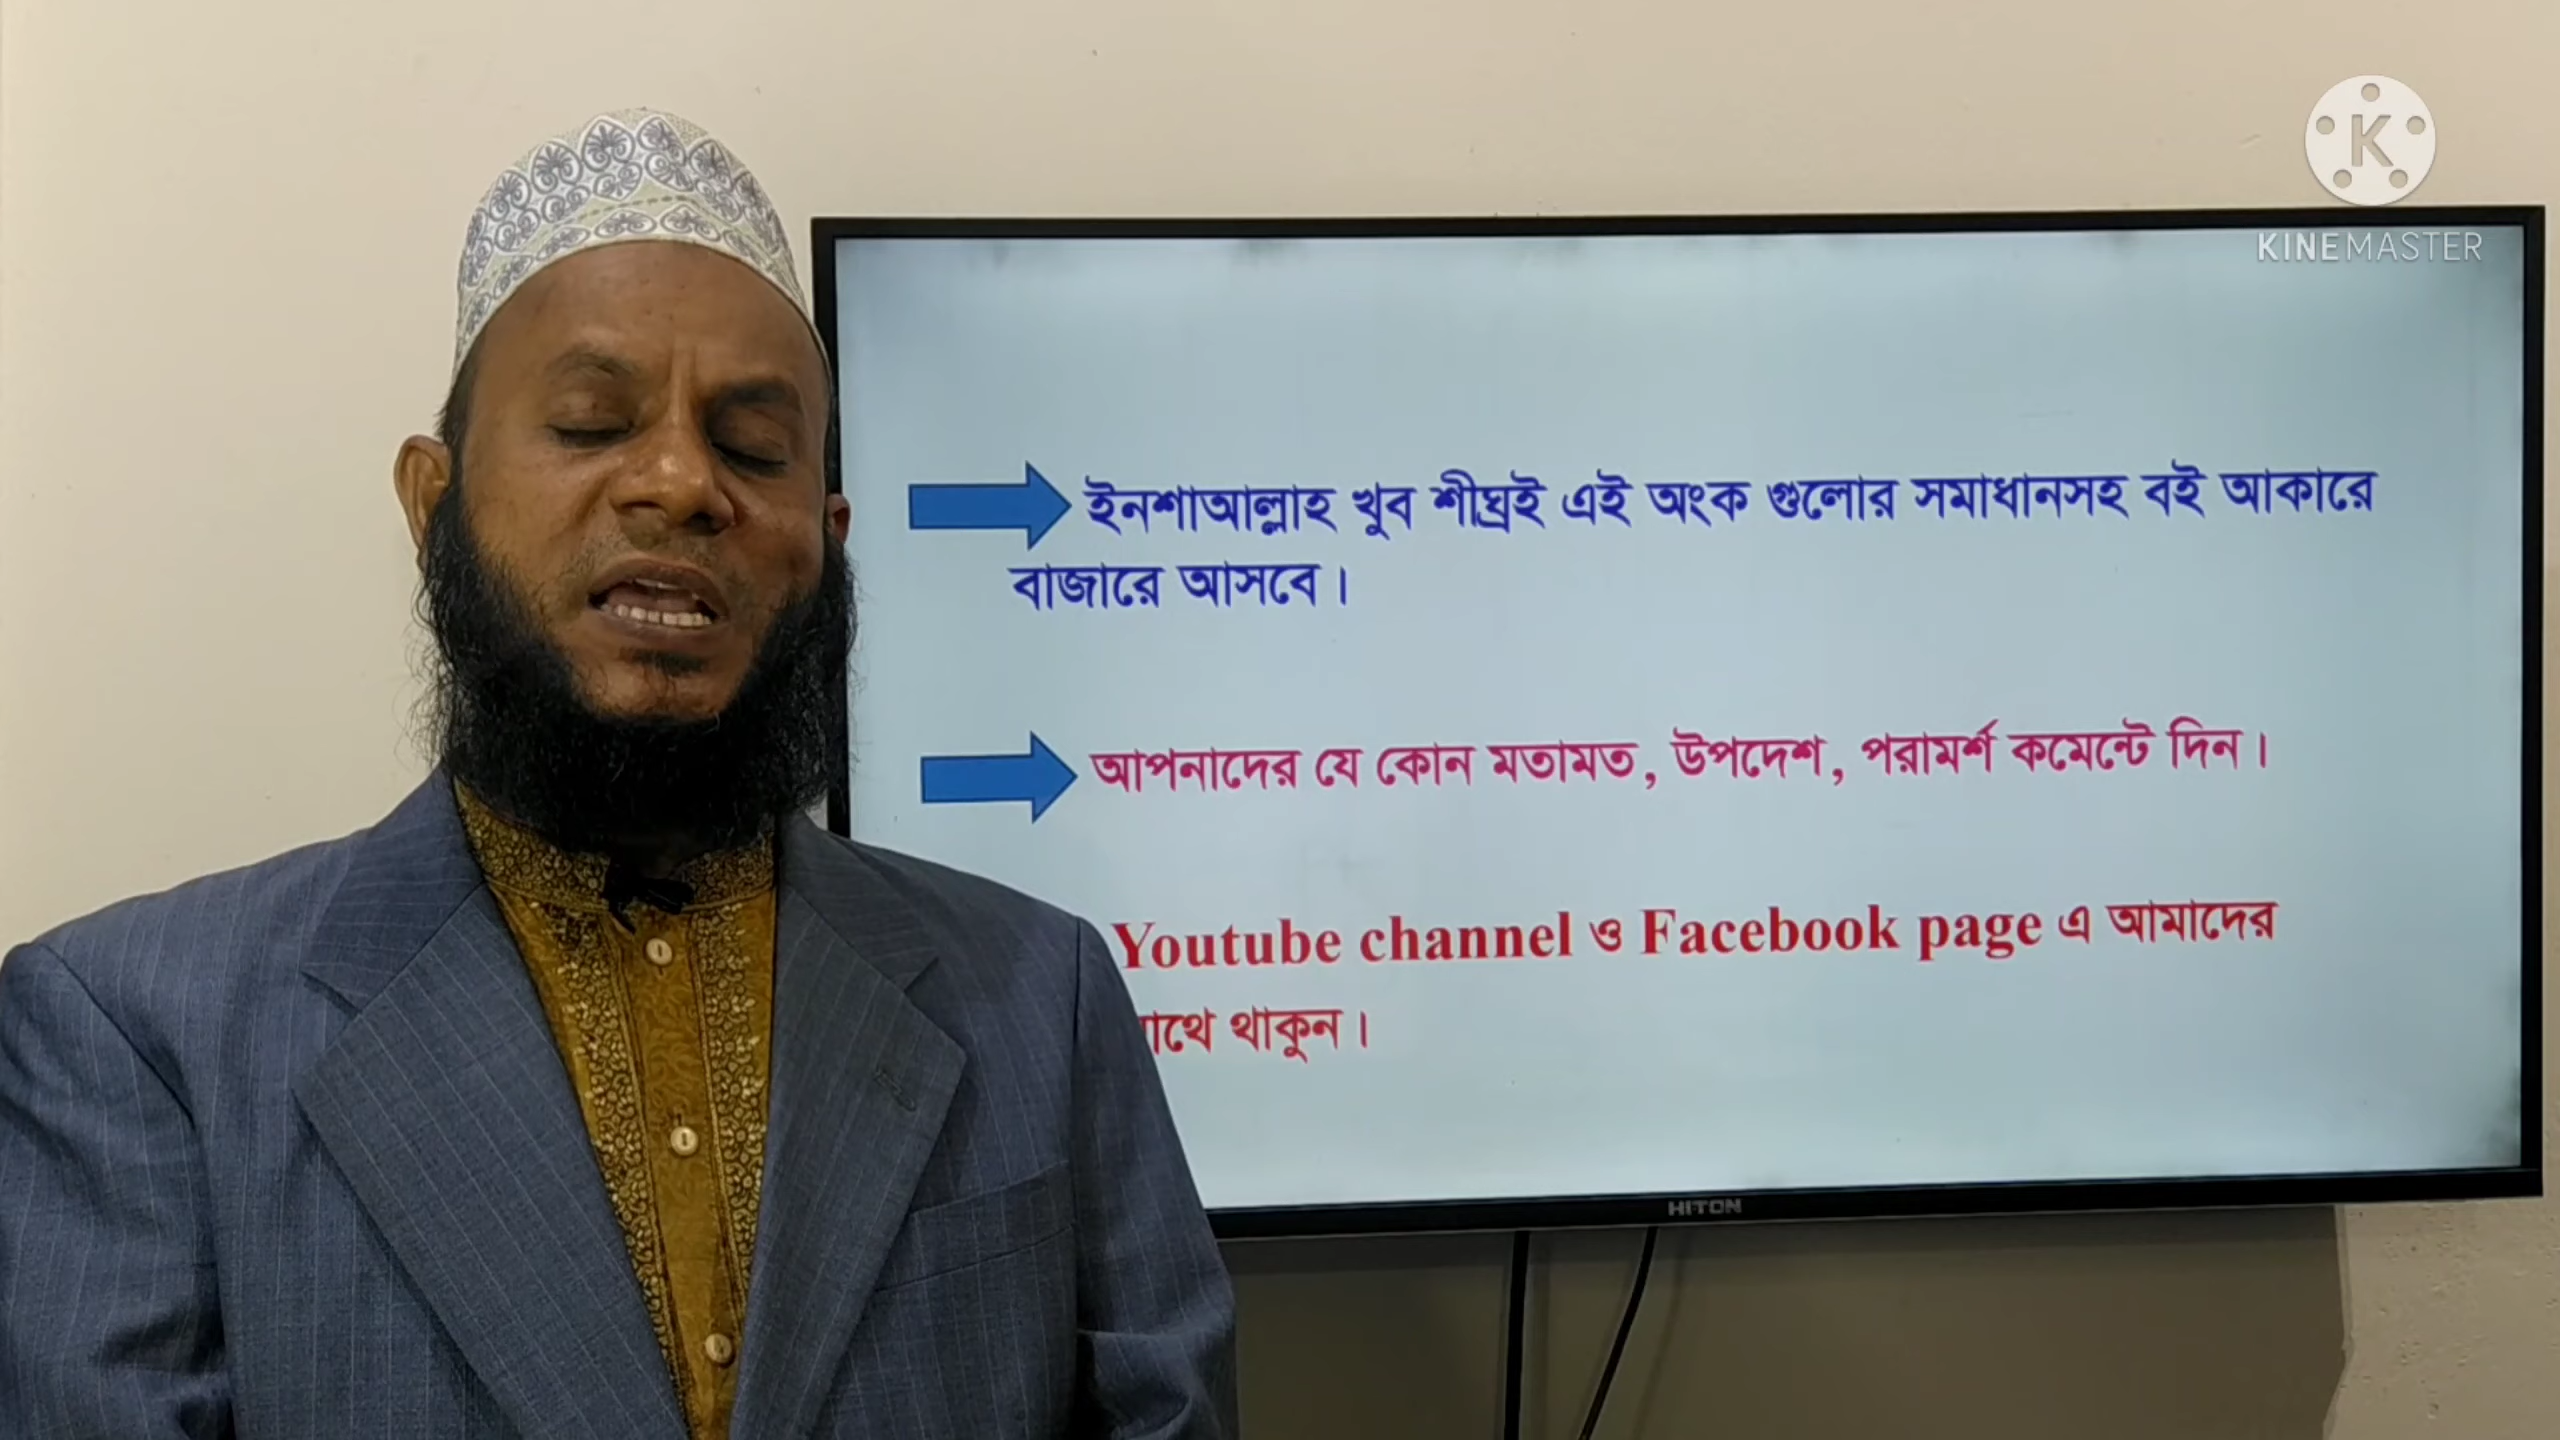 K
KINEMASTER
ইনশাআল্লাহ খুব শীঘ্রই এই অংক গুলোর সমাধানসহ বই আকারে
বাজারে আসবে।
আপনাদের যে কোন মতামত, উপদেশ, পরামর্শ কমেন্টে দিন।
Youtube channel ও Facebook page এ আমাদের
থাকুন।
HITON